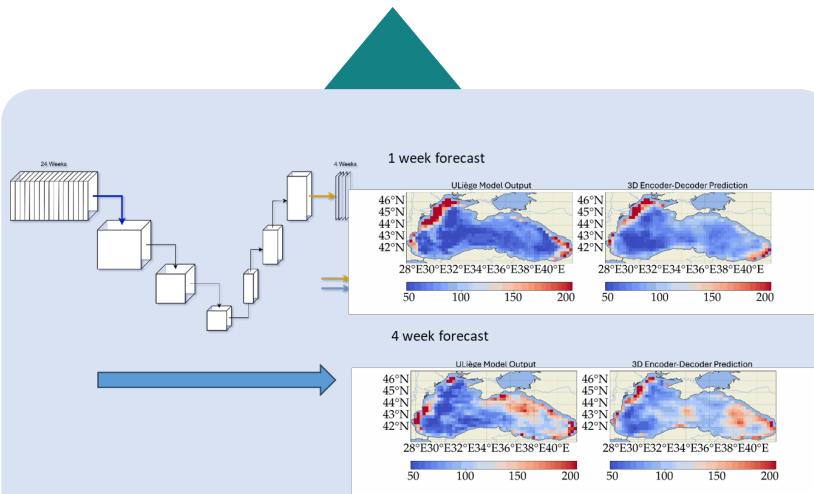 24 Weeks
4 Weeks
1 week forecast
ULiège Model Output
3D Encoder-Decoder Prediction
46°N
45°N
44°N
43°N
42°N
28°E30°E32°E34°E36°E38°E40°E
50 100 150 200
46°N
45°N
44°N
43°N
42°N
28°E30°E32°E34°E36°E38°E40°E
50 100 150 200
4 week forecast
ULiège Model Output
3D Encoder-Decoder Prediction
46°N
45°N
44°N
43°N
42°N
28°E30°E32°E34°E36°E38°E40°E
50 100 150 200
46°N
45°N
44°N
43°N
42°N
28°E30°E32°E34°E36°E38°E40°E
50 100 150 200